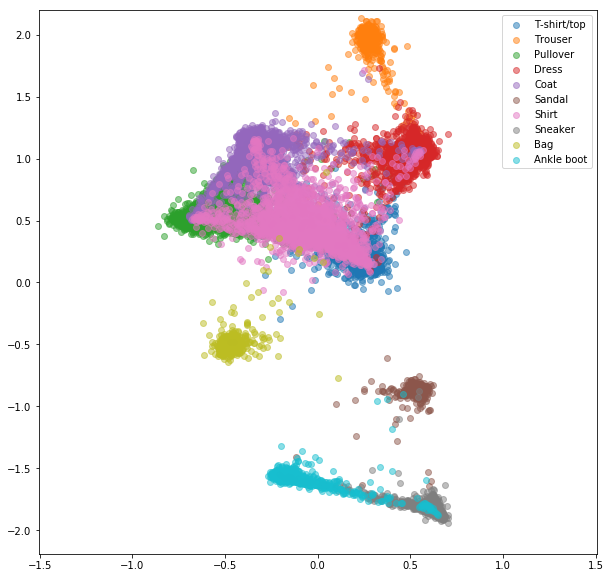 T-shirt/top
Trouser
Pullover
Dress
Coat
Sandal
Shirt
Sneaker
Bag
Ankle boot
2.0
1.5
1.0
0.5
0.0
−0.5
−1.0
−1.5
−2.0
−1.5 −1.0 −0.5 0.0 0.5 1.0 1.5